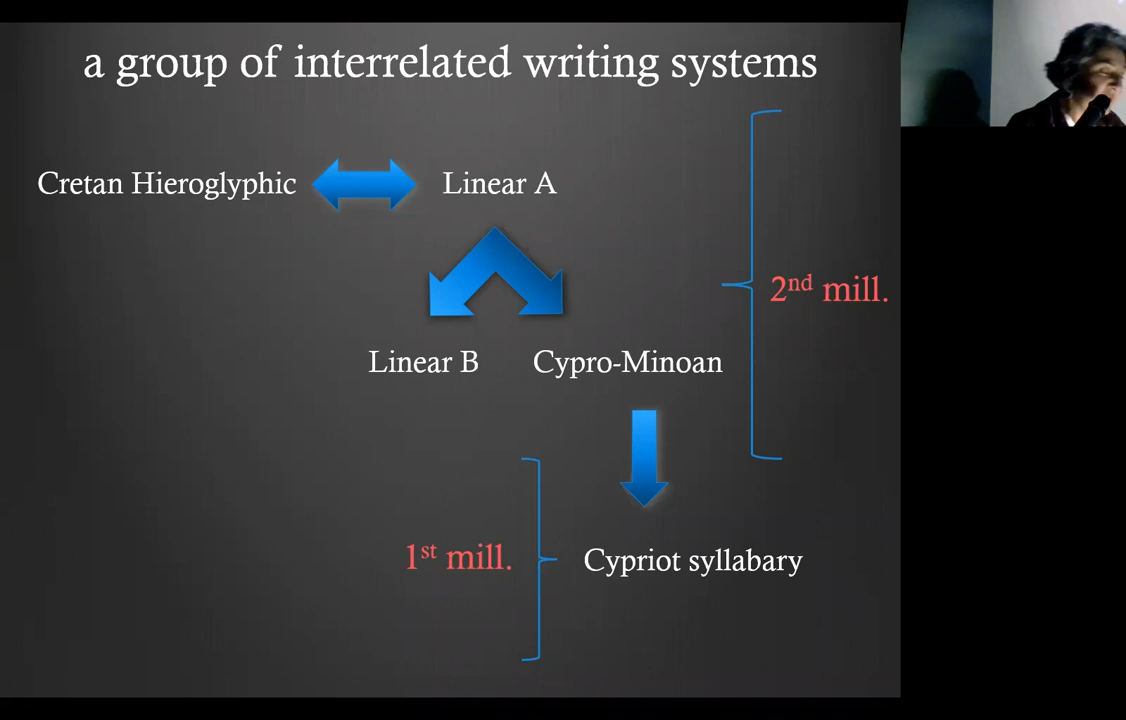 a group of interrelated writing systems
Cretan Hieroglyphic
Linear A
2nd mill.
Linear B
Cypro-Minoan
1st mill.
Cypriot syllabary